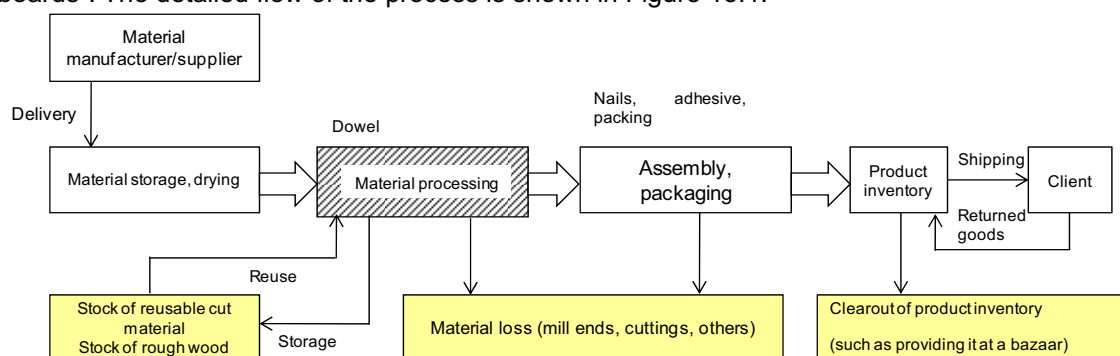 boards". The detailed flow of the process is shown in Figure 10.1.
Material
manufacturer/supplier
Delivery
Nails, adhesive,
packing
Dowel
Material storage, drying
Material processing
Assembly,
packaging
Product
inventory
Shipping
Client
Returned
goods
Reuse
Stock of reusable cut
material
Stock of rough wood
Storage
Material loss (mill ends, cuttings, others)
Clearout of product inventory
(such as providing it at a bazaar)